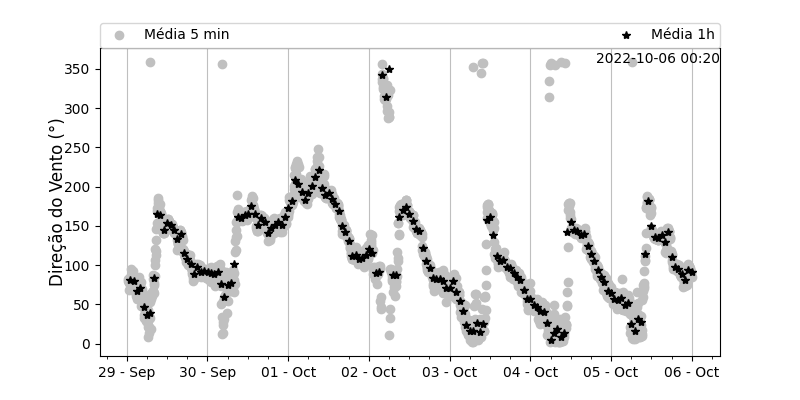 Média 5 min
Média 1h
2022-10-06 00:20
Direção do Vento (°)
350
300
250
200
150
100
50
0
29 - Sep
30 - Sep
01 - Oct
02 - Oct
03 - Oct
04 - Oct
05 - Oct
06 - Oct